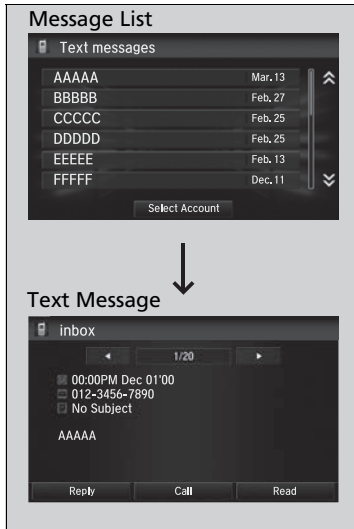 Message List
Text messages
AAAAA Mar. 13
BBBBB Feb. 27
CCCCC Feb. 25
DDDDD Feb. 25
EEEEE Feb. 13
FFFFF Dec. 11
Select Account
Text Message
inbox
1/20
00:00PM Dec 01'00
012-3456-7890
No Subject
AAAAA
Reply Call Read